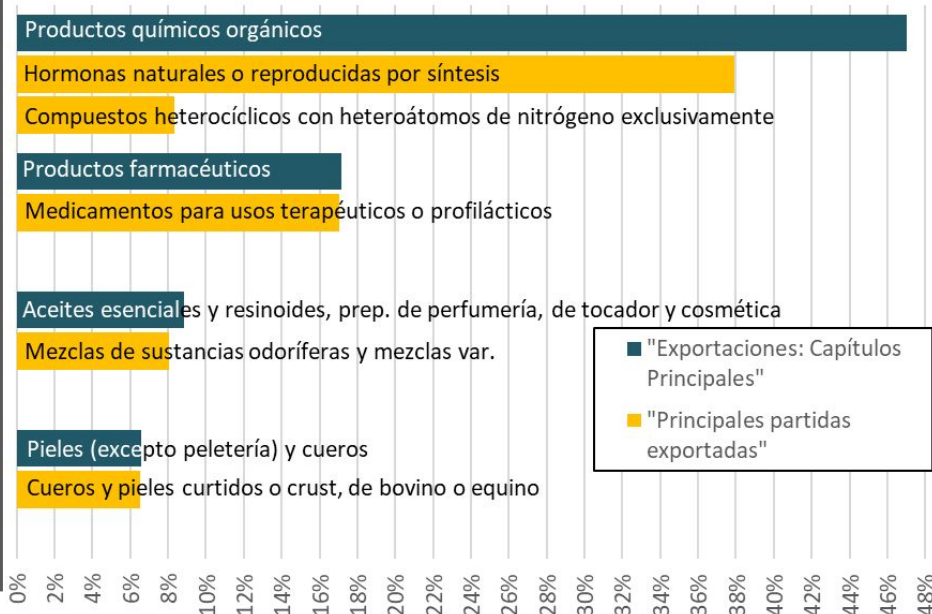 Productos químicos orgánicos
Hormonas naturales o reproducidas por síntesis
Compuestos heterocíclicos con heteroátomos de nitrógeno exclusivamente
Productos farmacéuticos
Medicamentos para usos terapéuticos o profilácticos
Aceites esenciales y resinoides, prep. de perfumería, de tocador y cosmética
Mezclas de sustancias odoríferas y mezclas var.
"Exportaciones: Capítulos
Principales"
"Principales partidas
exportadas"
Pieles (excepto peletería) y cueros
Cueros y pieles curtidos o crust, de bovino o equino
0% 2% 4% 6% 8% 10% 12% 14% 16% 18% 20% 22% 24% 26% 28% 30% 32% 34% 36% 38% 40% 42% 44% 46% 48%